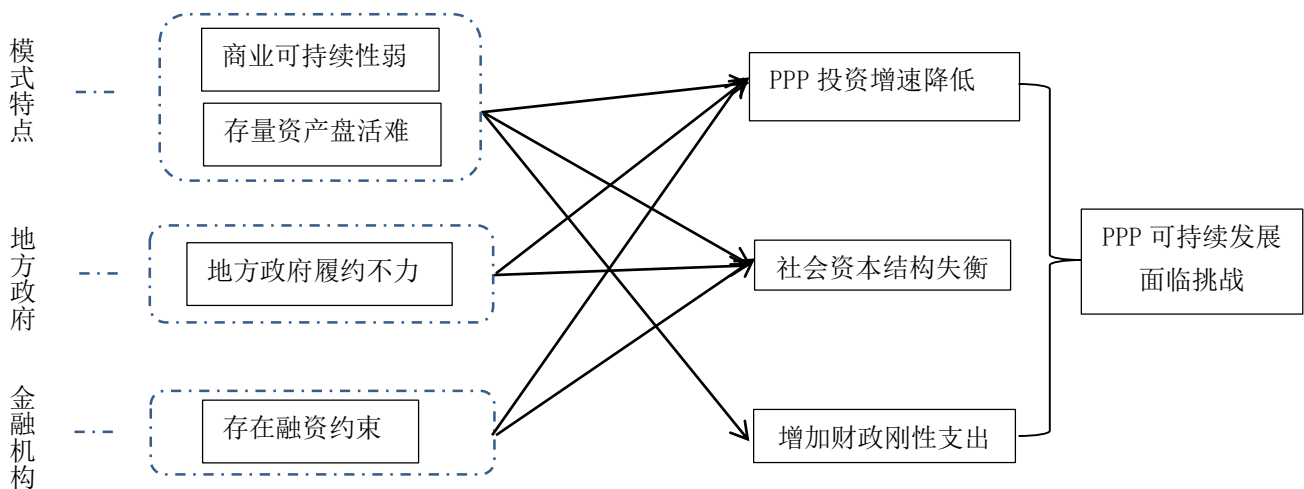 模式特点
商业可持续性弱
存量资产盘活难
PPP 投资增速降低
地方政府
地方政府履约不力
社会资本结构失衡
PPP 可持续发展
面临挑战
金融机构
存在融资约束
增加财政刚性支出